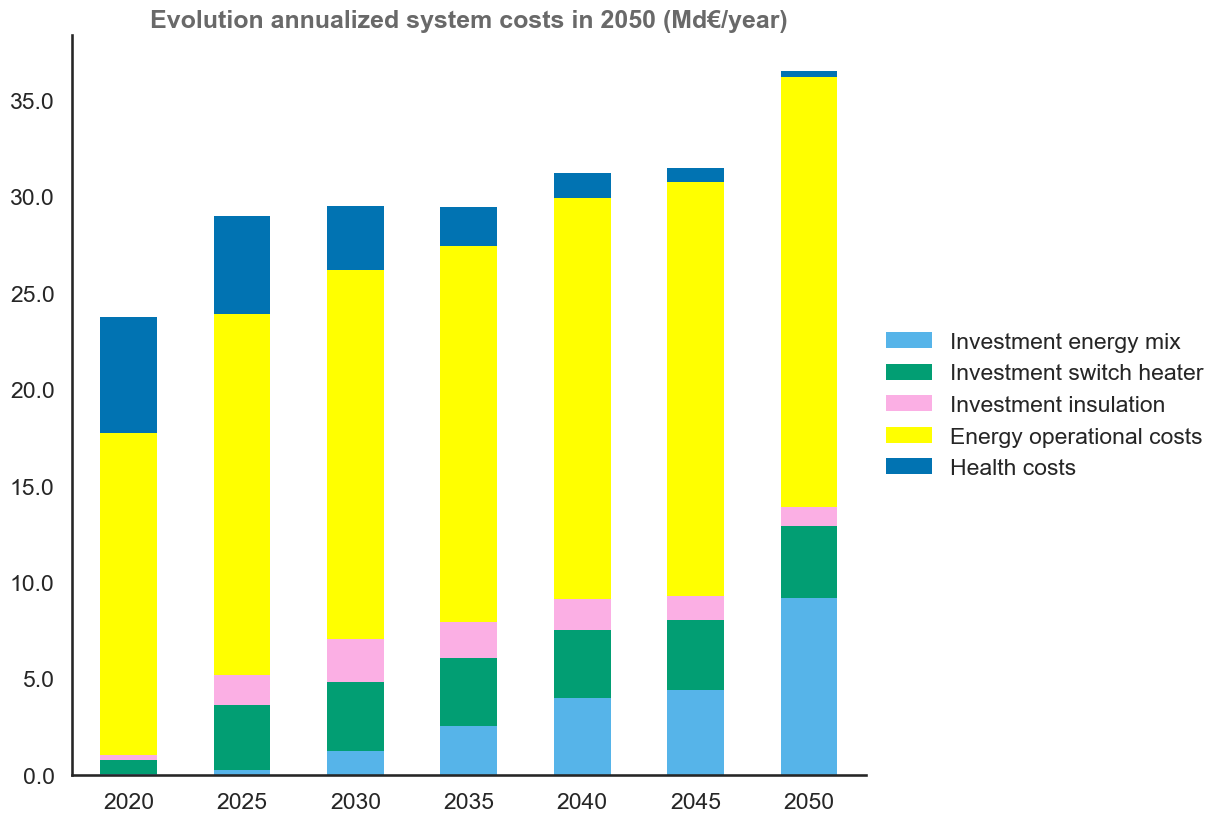 Evolution annualized system costs in 2050 (Md€/year)
35.0
30.0
25.0
20.0
15.0
10.0
5.0
0.0
2020 2025 2030 2035 2040 2045 2050
Investment energy mix
Investment switch heater
Investment insulation
Energy operational costs
Health costs